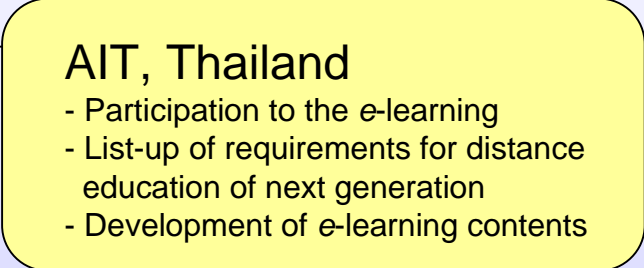 AIT, Thailand
- Participation to the e-learning
- List-up of requirements for distance
education of next generation
- Development of e-learning contents